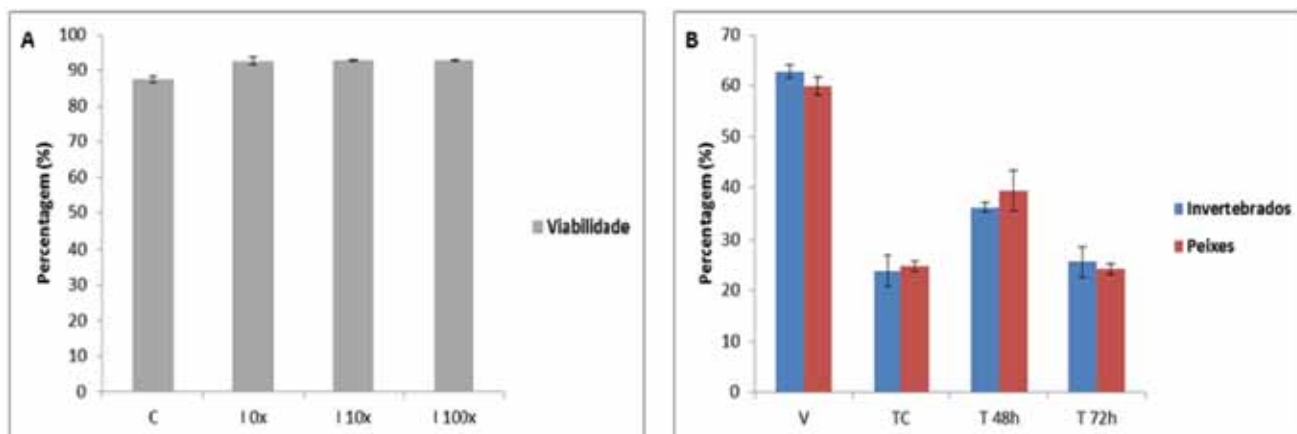 A
Percentagem (%)
100
90
80
70
60
50
40
30
20
10
0
C
I 0x
I 10x
I 100x
Viabilidade
B
Percentagem (%)
70
60
50
40
30
20
10
0
V
TC
T 48h
T 72h
Invertebrados
Peixes